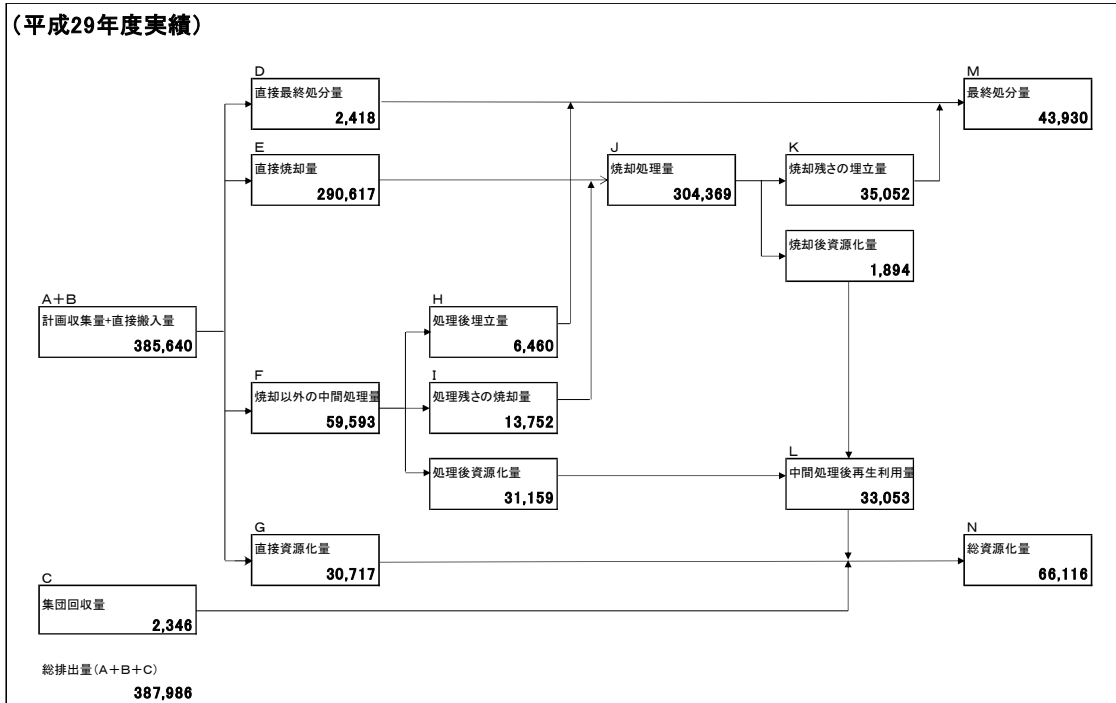 (平成29年度実績)
D
直接最終処分量
2,418
M
最終処分量
43,930
E
直接焼却量
290,617
J
焼却処理量
304,369
K
焼却残さの埋立量
35,052
焼却後資源化量
1,894
A+B
計画収集量+直接搬入量
385,640
H
処理後埋立量
6,460
F
焼却以外の中間処理量
59,593
I
処理残さの焼却量
13,752
処理後資源化量
31,159
L
中間処理後再生利用量
33,053
G
直接資源化量
30,717
N
総資源化量
66,116
C
集団回収量
2,346
総排出量(A+B+C)
387,986